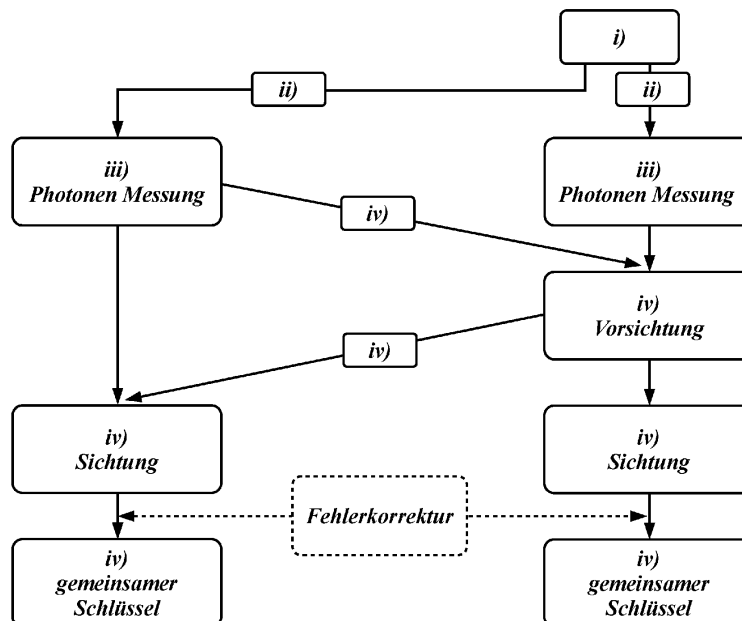 i)
ii)
ii)
iii)
Photonen Messung
iii)
Photonen Messung
iv)
iv)
Vorsichtung
iv)
iv)
Sichtung
iv)
Sichtung
Fehlerkorrektur
iv)
gemeinsamer
Schlüssel
iv)
gemeinsamer
Schlüssel